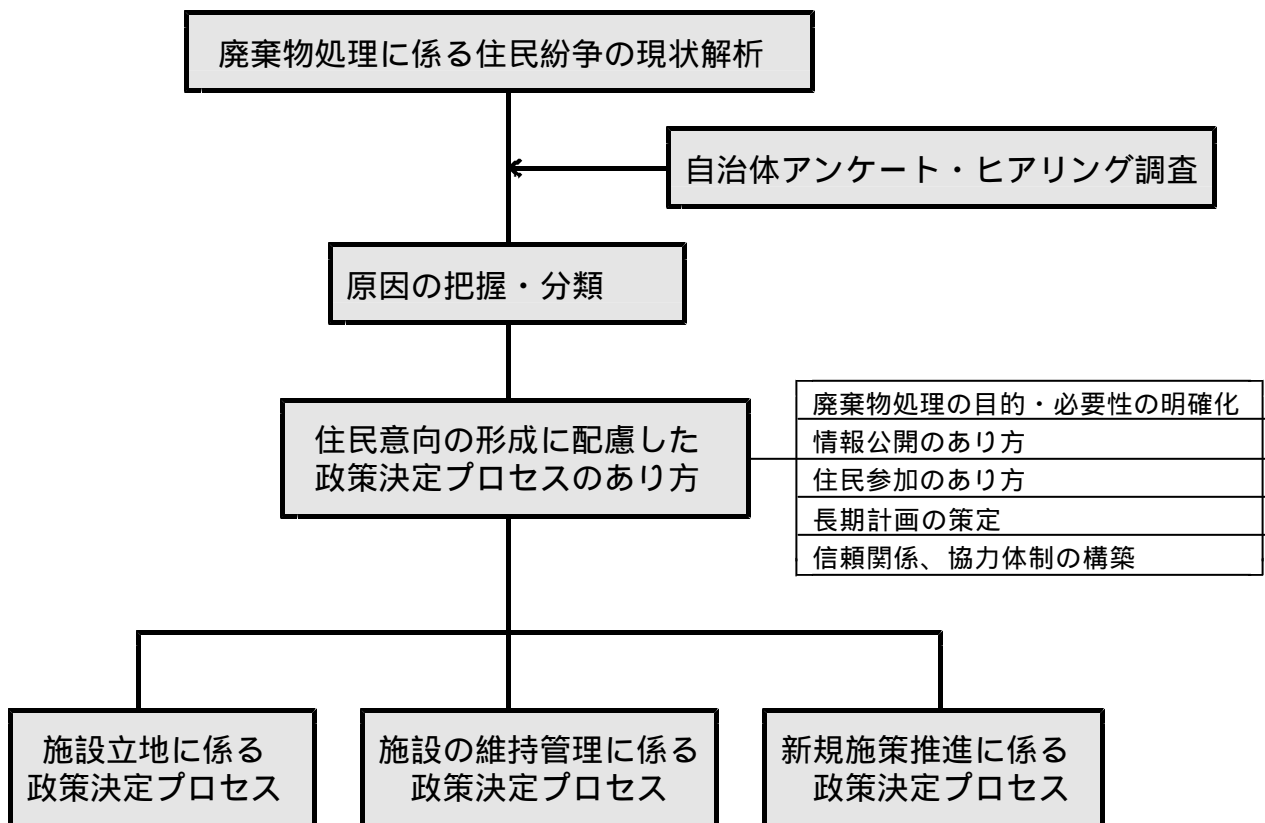 廃棄物処理に係る住民紛争の現状解析
自治体アンケート・ヒアリング調査
原因の把握・分類
住民意向の形成に配慮した
政策決定プロセスのあり方
廃棄物処理の目的・必要性の明確化
情報公開のあり方
住民参加のあり方
長期計画の策定
信頼関係、協力体制の構築
施設立地に係る
政策決定プロセス
施設の維持管理に係る
政策決定プロセス
新規施策推進に係る
政策決定プロセス